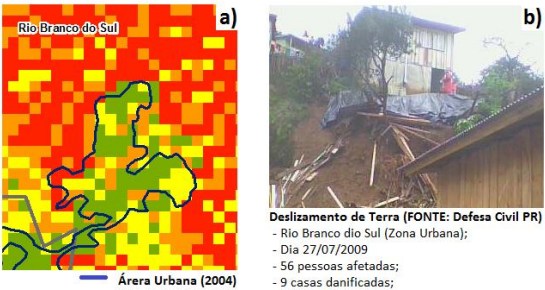 a)
Rio Branco do Sul
Árera Urbana (2004)
b)
Deslizamento de Terra (FONTE: Defesa Civil PR)
- Rio Branco dio Sul (Zona Urbana);
- Dia 27/07/2009
- 56 pessoas afetadas;
- 9 casas danificadas;